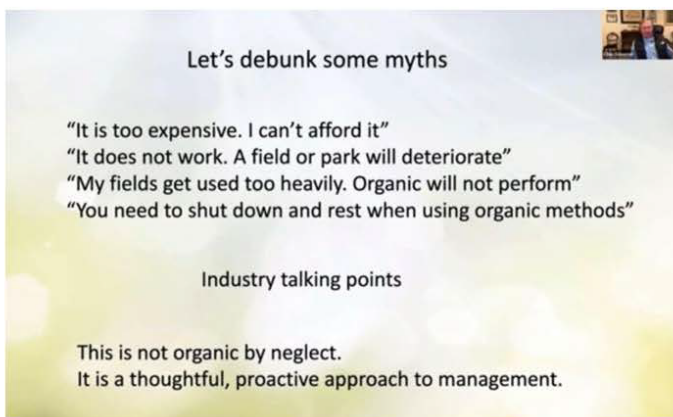 Let’s debunk some myths
“It is too expensive. I can’t afford it”
“It does not work. A field or park will deteriorate”
“My fields get used too heavily. Organic will not perform”
“You need to shut down and rest when using organic methods”
Industry talking points
This is not organic by neglect.
It is a thoughtful, proactive approach to management.